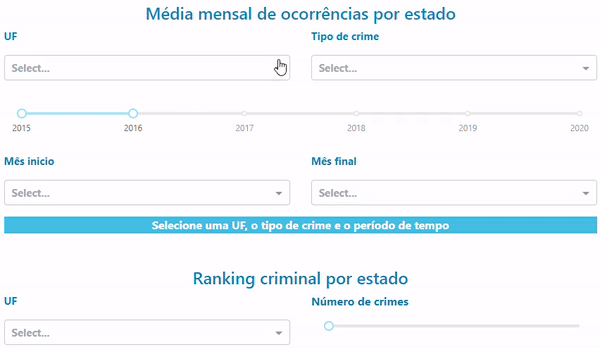 Média mensal de ocorrências por estado
UF Tipo de crime
Select... Select...
2015 2016 2017 2018 2019 2020
Mês inicio Mês final
Select... Select...
Selecione uma UF, o tipo de crime e o período de tempo
Ranking criminal por estado
UF Número de crimes
Select...